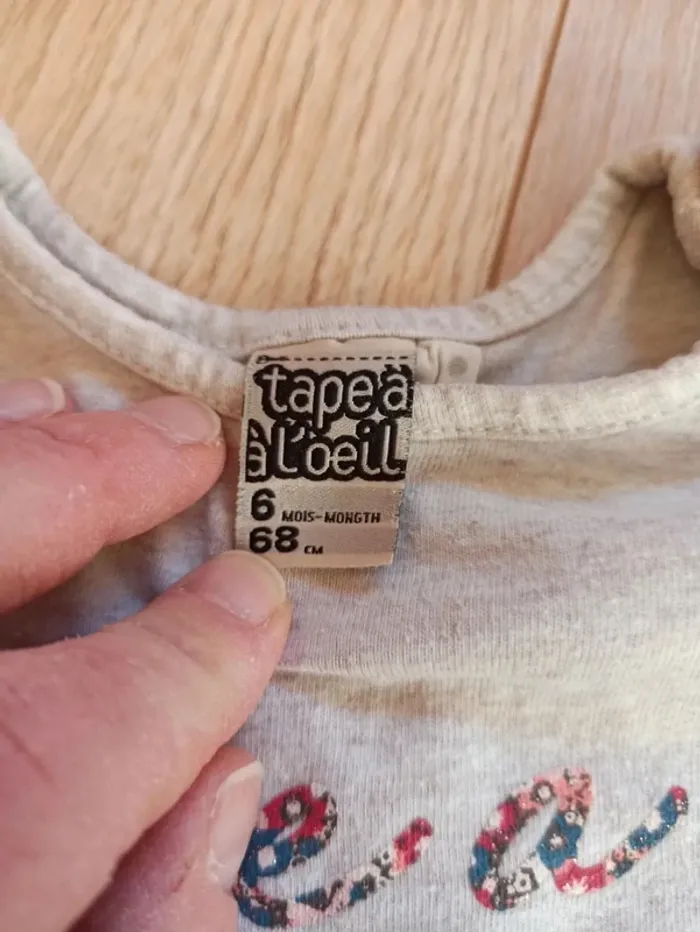 tape à
à l'oeil
6 MOIS-MONGTH
68 CM
e a